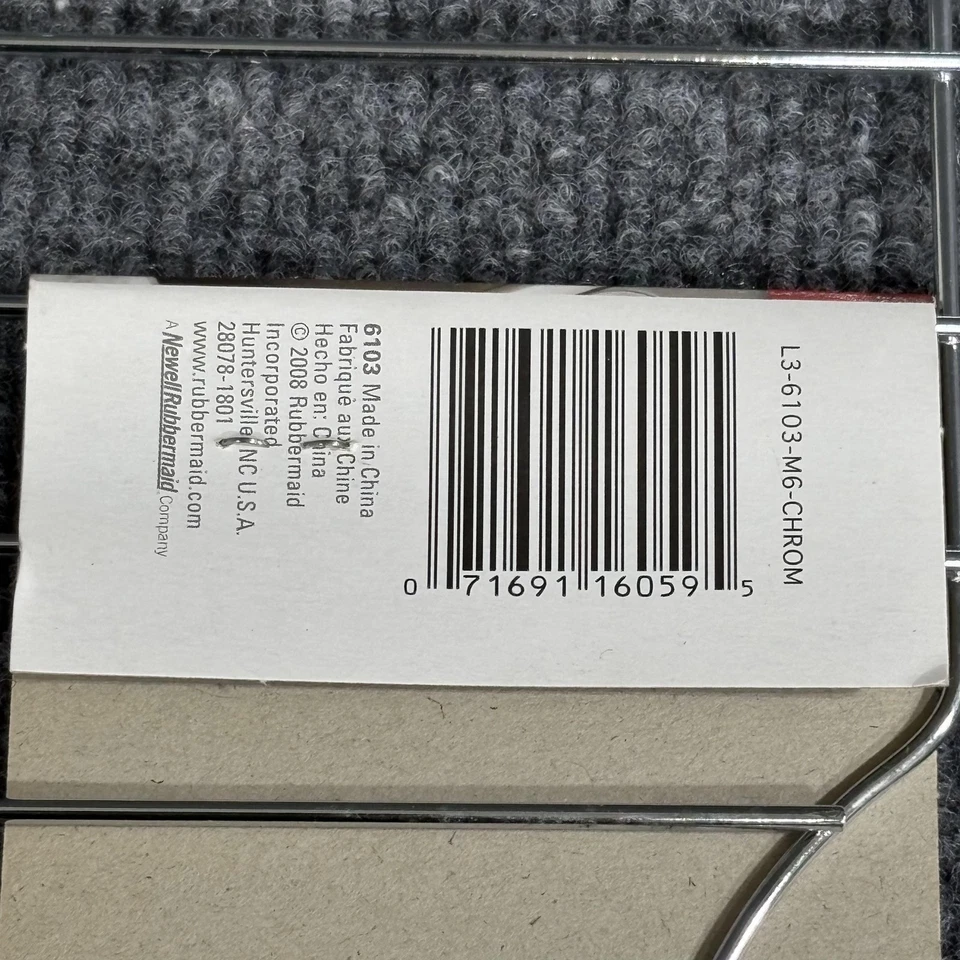 L3-6103-M6-CHROM
0 71691 16059 5
6103 Made in China
Fabriquè aux Chine
Hecho en: China
© 2008 Rubbermaid
Incorporated
Huntersville, NC U.S.A.
28078-1801
www.rubbermaid.com
A NewellRubbermaid Company